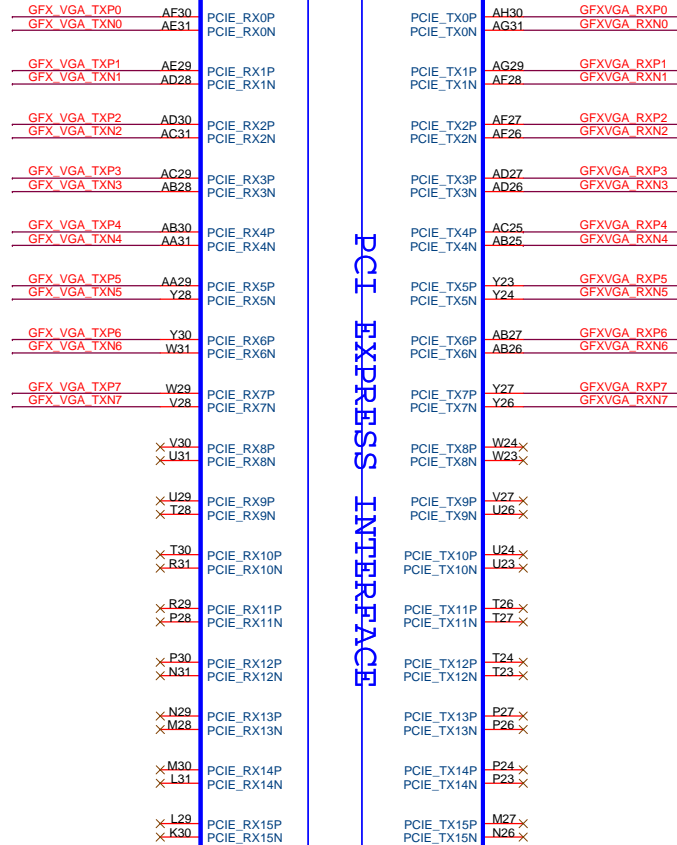 GFX_VGA_TXP0 AF30 PCIE_RX0P PCIE_TX0P AH30 GFXVGA_RXP0
GFX_VGA_TXN0 AE31 PCIE_RX0N PCIE_TX0N AG31 GFXVGA_RXN0
GFX_VGA_TXP1 AE29 PCIE_RX1P PCIE_TX1P AG29 GFXVGA_RXP1
GFX_VGA_TXN1 AD28 PCIE_RX1N PCIE_TX1N AF28 GFXVGA_RXN1
GFX_VGA_TXP2 AD30 PCIE_RX2P PCIE_TX2P AF27 GFXVGA_RXP2
GFX_VGA_TXN2 AC31 PCIE_RX2N PCIE_TX2N AF26 GFXVGA_RXN2
GFX_VGA_TXP3 AC29 PCIE_RX3P PCIE_TX3P AD27 GFXVGA_RXP3
GFX_VGA_TXN3 AB28 PCIE_RX3N PCIE_TX3N AD26 GFXVGA_RXN3
GFX_VGA_TXP4 AB30 PCIE_RX4P PCIE_TX4P AC25 GFXVGA_RXP4
GFX_VGA_TXN4 AA31 PCIE_RX4N PCIE_TX4N AB25 GFXVGA_RXN4
GFX_VGA_TXP5 AA29 PCIE_RX5P PCIE_TX5P Y23 GFXVGA_RXP5
GFX_VGA_TXN5 Y28 PCIE_RX5N PCIE_TX5N Y24 GFXVGA_RXN5
GFX_VGA_TXP6 Y30 PCIE_RX6P PCIE_TX6P AB27 GFXVGA_RXP6
GFX_VGA_TXN6 W31 PCIE_RX6N PCIE_TX6N AB26 GFXVGA_RXN6
GFX_VGA_TXP7 W29 PCIE_RX7P PCIE_TX7P Y27 GFXVGA_RXP7
GFX_VGA_TXN7 V28 PCIE_RX7N PCIE_TX7N Y26 GFXVGA_RXN7
V30 PCIE_RX8P PCIE_TX8P W24
U31 PCIE_RX8N PCIE_TX8N W23
U29 PCIE_RX9P PCIE_TX9P V27
T28 PCIE_RX9N PCIE_TX9N U26
T30 PCIE_RX10P PCIE_TX10P U24
R31 PCIE_RX10N PCIE_TX10N U23
R29 PCIE_RX11P PCIE_TX11P T26
P28 PCIE_RX11N PCIE_TX11N T27
P30 PCIE_RX12P PCIE_TX12P T24
N31 PCIE_RX12N PCIE_TX12N T23
N29 PCIE_RX13P PCIE_TX13P P27
M28 PCIE_RX13N PCIE_TX13N P26
M30 PCIE_RX14P PCIE_TX14P P24
L31 PCIE_RX14N PCIE_TX14N P23
L29 PCIE_RX15P PCIE_TX15P M27
K30 PCIE_RX15N PCIE_TX15N N26
PCI EXPRESS INTERFACE